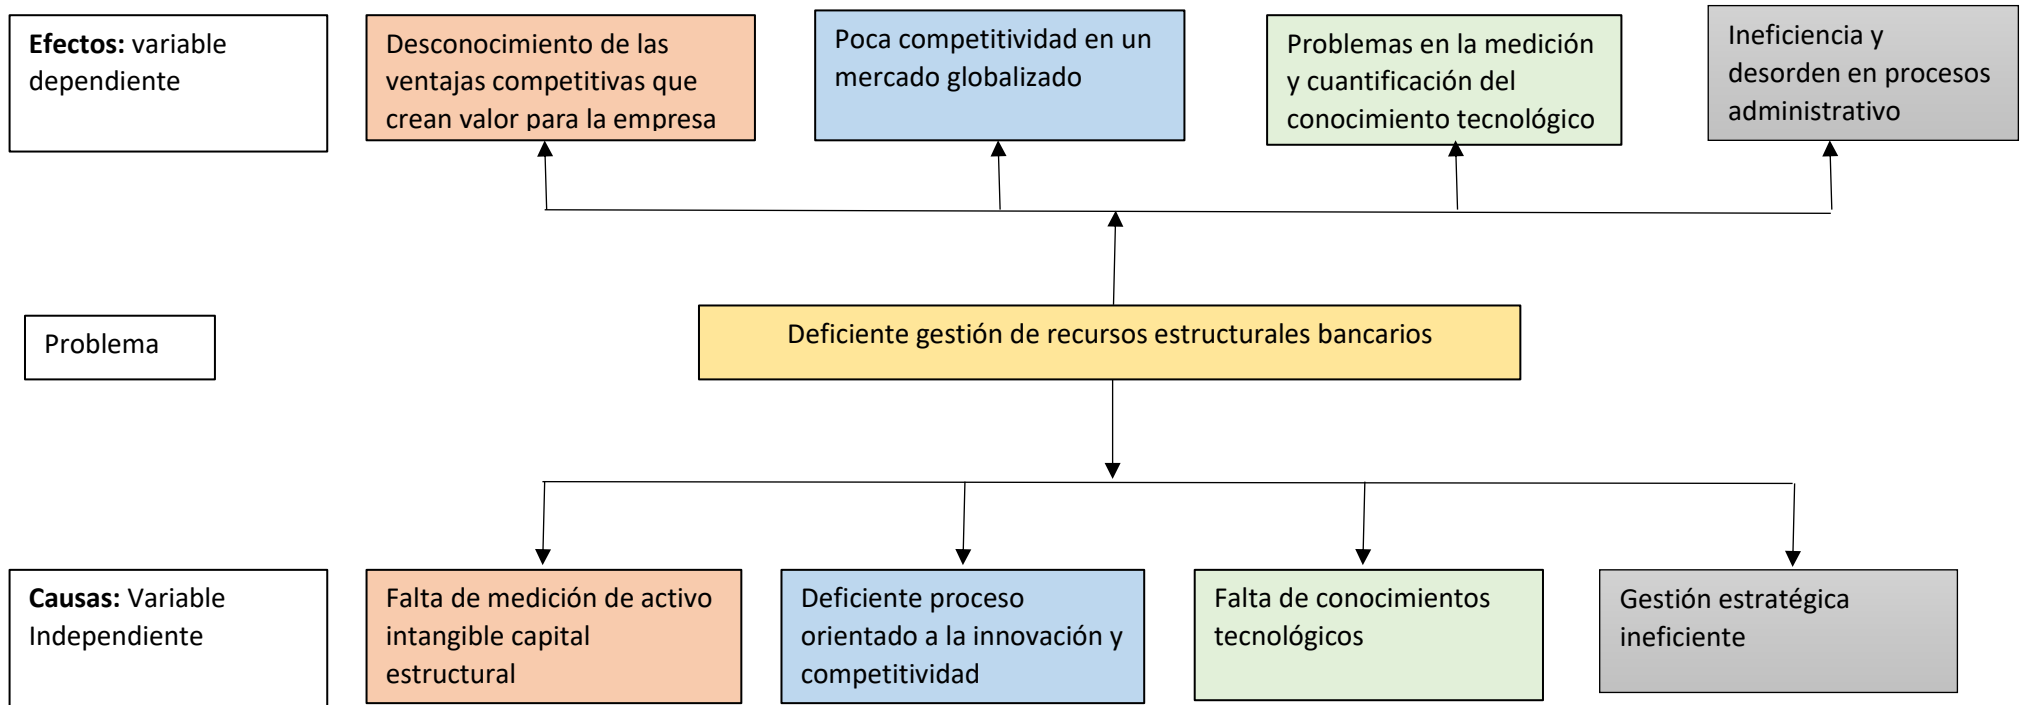 Efectos: variable
dependiente
Desconocimiento de las
ventajas competitivas que
crean valor para la empresa
Poca competitividad en un
mercado globalizado
Problemas en la medición
y cuantificación del
conocimiento tecnológico
Ineficiencia y
desorden en procesos
administrativo
Problema
Deficiente gestión de recursos estructurales bancarios
Causas: Variable
Independiente
Falta de medición de activo
intangible capital
estructural
Deficiente proceso
orientado a la innovación y
competitividad
Falta de conocimientos
tecnológicos
Gestión estratégica
ineficiente